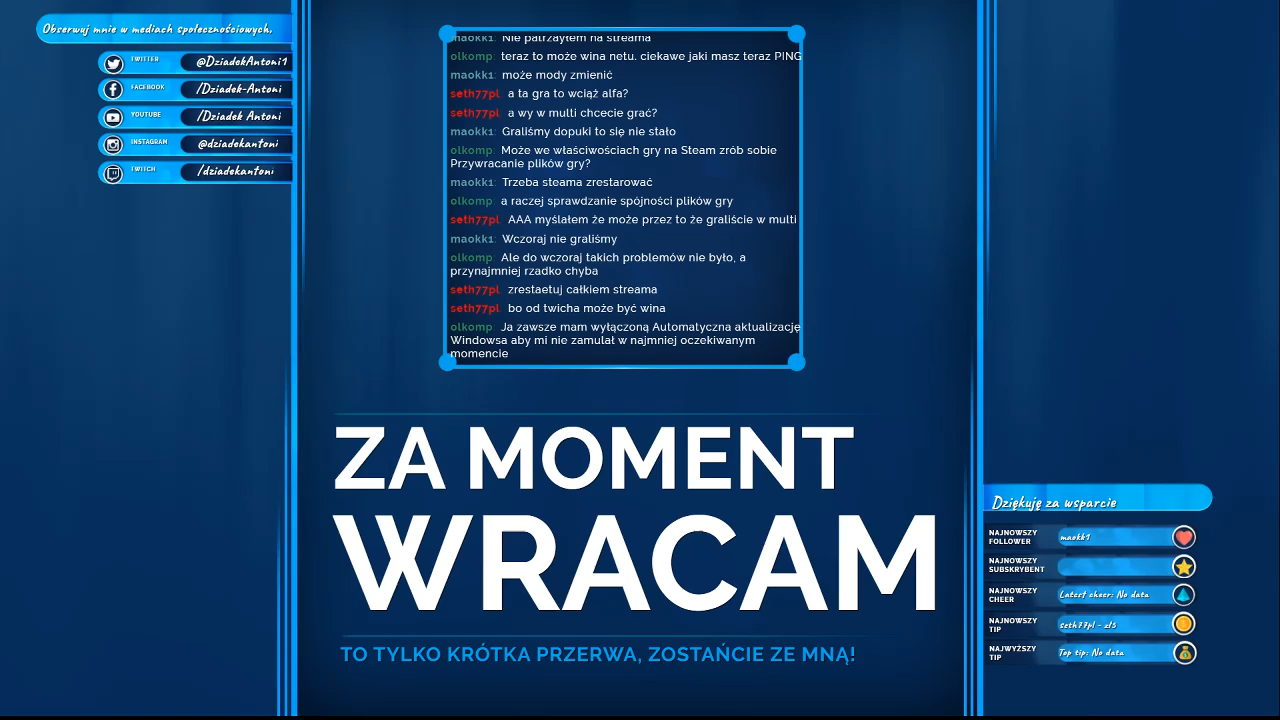 Obserwuj mnie w mediach społecznościowych.
TWITTER @DziadekAntoni1
FACEBOOK /Dziadek-Antoni
YOUTUBE /Dziadek Antoni
INSTAGRAM @dziadekantoni
TWITCH /dziadekantoni
maokk1: Nie patrzyłem na streama
olkomp: teraz to może wina netu. ciekawe jaki masz teraz PING
maokk1: może mody zmienić
seth77pl: a ta gra to wciąż alfa?
seth77pl: a wy w multi chcecie grać?
maokk1: Graliśmy dopuki to się nie stało
olkomp: Może we właściwościach gry na Steam zrób sobie
Przywracanie plików gry?
maokk1: Trzeba steama zrestarować
olkomp: a raczej sprawdzanie spójności plików gry
seth77pl: AAA myślałem że może przez to że graliście w multi
maokk1: Wczoraj nie graliśmy
olkomp: Ale do wczoraj takich problemów nie było, a
przynajmniej rzadko chyba
seth77pl: zrestaetuj całkiem streama
seth77pl: bo od twicha może być wina
olkomp: Ja zawsze mam wyłączoną Automatyczna aktualizację
Windowsa aby mi nie zamulał w najmniej oczekiwanym
momencie
ZA MOMENT
WRACAM
TO TYLKO KRÓTKA PRZERWA, ZOSTAŃCIE ZE MNĄ!
Dziękuję za wsparcie
NAJNOWSZY
FOLLOWER
maokk1
NAJNOWSZY
SUBSKRYBENT
NAJNOWSZY
CHEER
Latest cheer: No data
NAJNOWSZY
TIP
seth77pl - zł5
NAJWYŻSZY
TIP
Top tip: No data